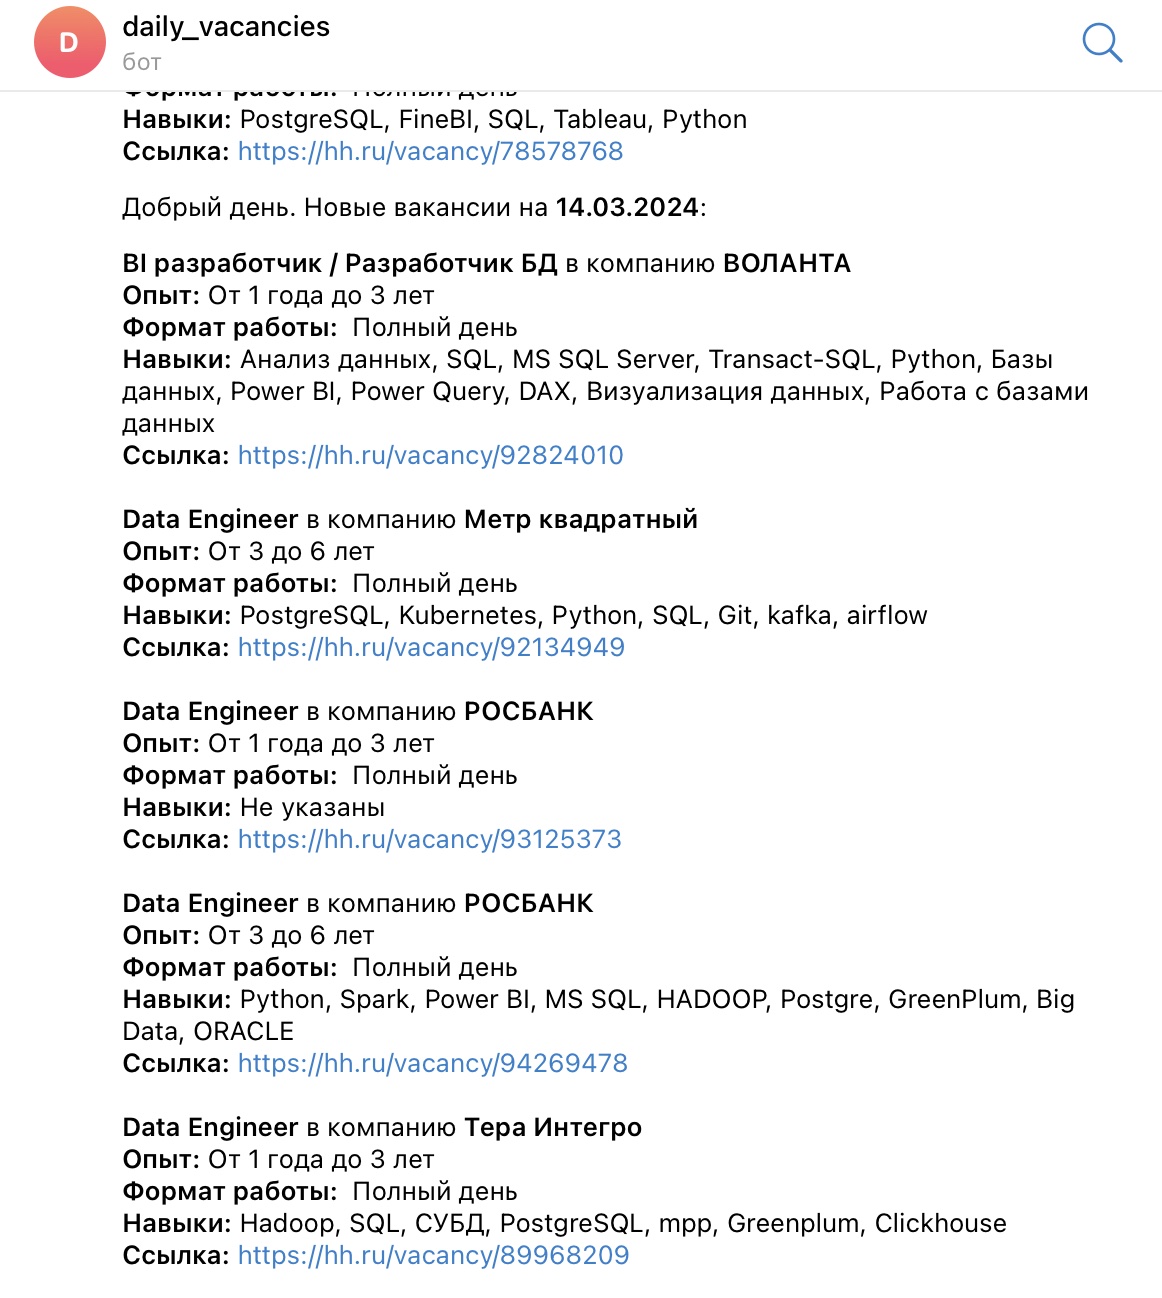 D
daily_vacancies
бот
Формат работы: Полный день
Навыки: PostgreSQL, FineBI, SQL, Tableau, Python
Ссылка: https://hh.ru/vacancy/78578768
Добрый день. Новые вакансии на 14.03.2024:
BI разработчик / Разработчик БД в компанию ВОЛАНТА
Опыт: От 1 года до 3 лет
Формат работы: Полный день
Навыки: Анализ данных, SQL, MS SQL Server, Transact-SQL, Python, Базы
данных, Power BI, Power Query, DAX, Визуализация данных, Работа с базами
данных
Ссылка: https://hh.ru/vacancy/92824010
Data Engineer в компанию Метр квадратный
Опыт: От 3 до 6 лет
Формат работы: Полный день
Навыки: PostgreSQL, Kubernetes, Python, SQL, Git, kafka, airflow
Ссылка: https://hh.ru/vacancy/92134949
Data Engineer в компанию РОСБАНК
Опыт: От 1 года до 3 лет
Формат работы: Полный день
Навыки: Не указаны
Ссылка: https://hh.ru/vacancy/93125373
Data Engineer в компанию РОСБАНК
Опыт: От 3 до 6 лет
Формат работы: Полный день
Навыки: Python, Spark, Power BI, MS SQL, HADOOP, Postgre, GreenPlum, Big
Data, ORACLE
Ссылка: https://hh.ru/vacancy/94269478
Data Engineer в компанию Тера Интегро
Опыт: От 1 года до 3 лет
Формат работы: Полный день
Навыки: Hadoop, SQL, СУБД, PostgreSQL, mpp, Greenplum, Clickhouse
Ссылка: https://hh.ru/vacancy/89968209